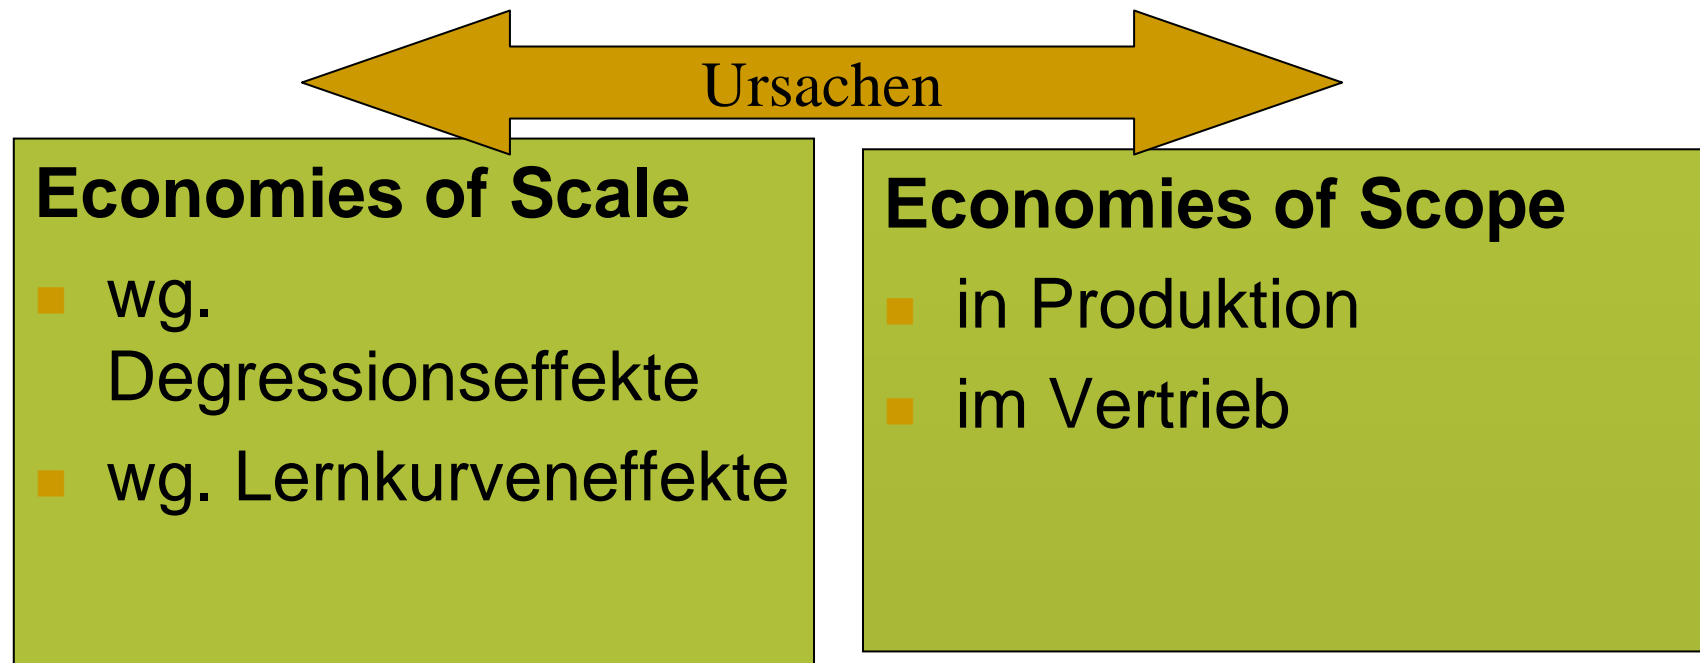 Ursachen
Economies of Scale
wg.
Degressionseffekte
wg. Lernkurveneffekte
Economies of Scope
in Produktion
im Vertrieb